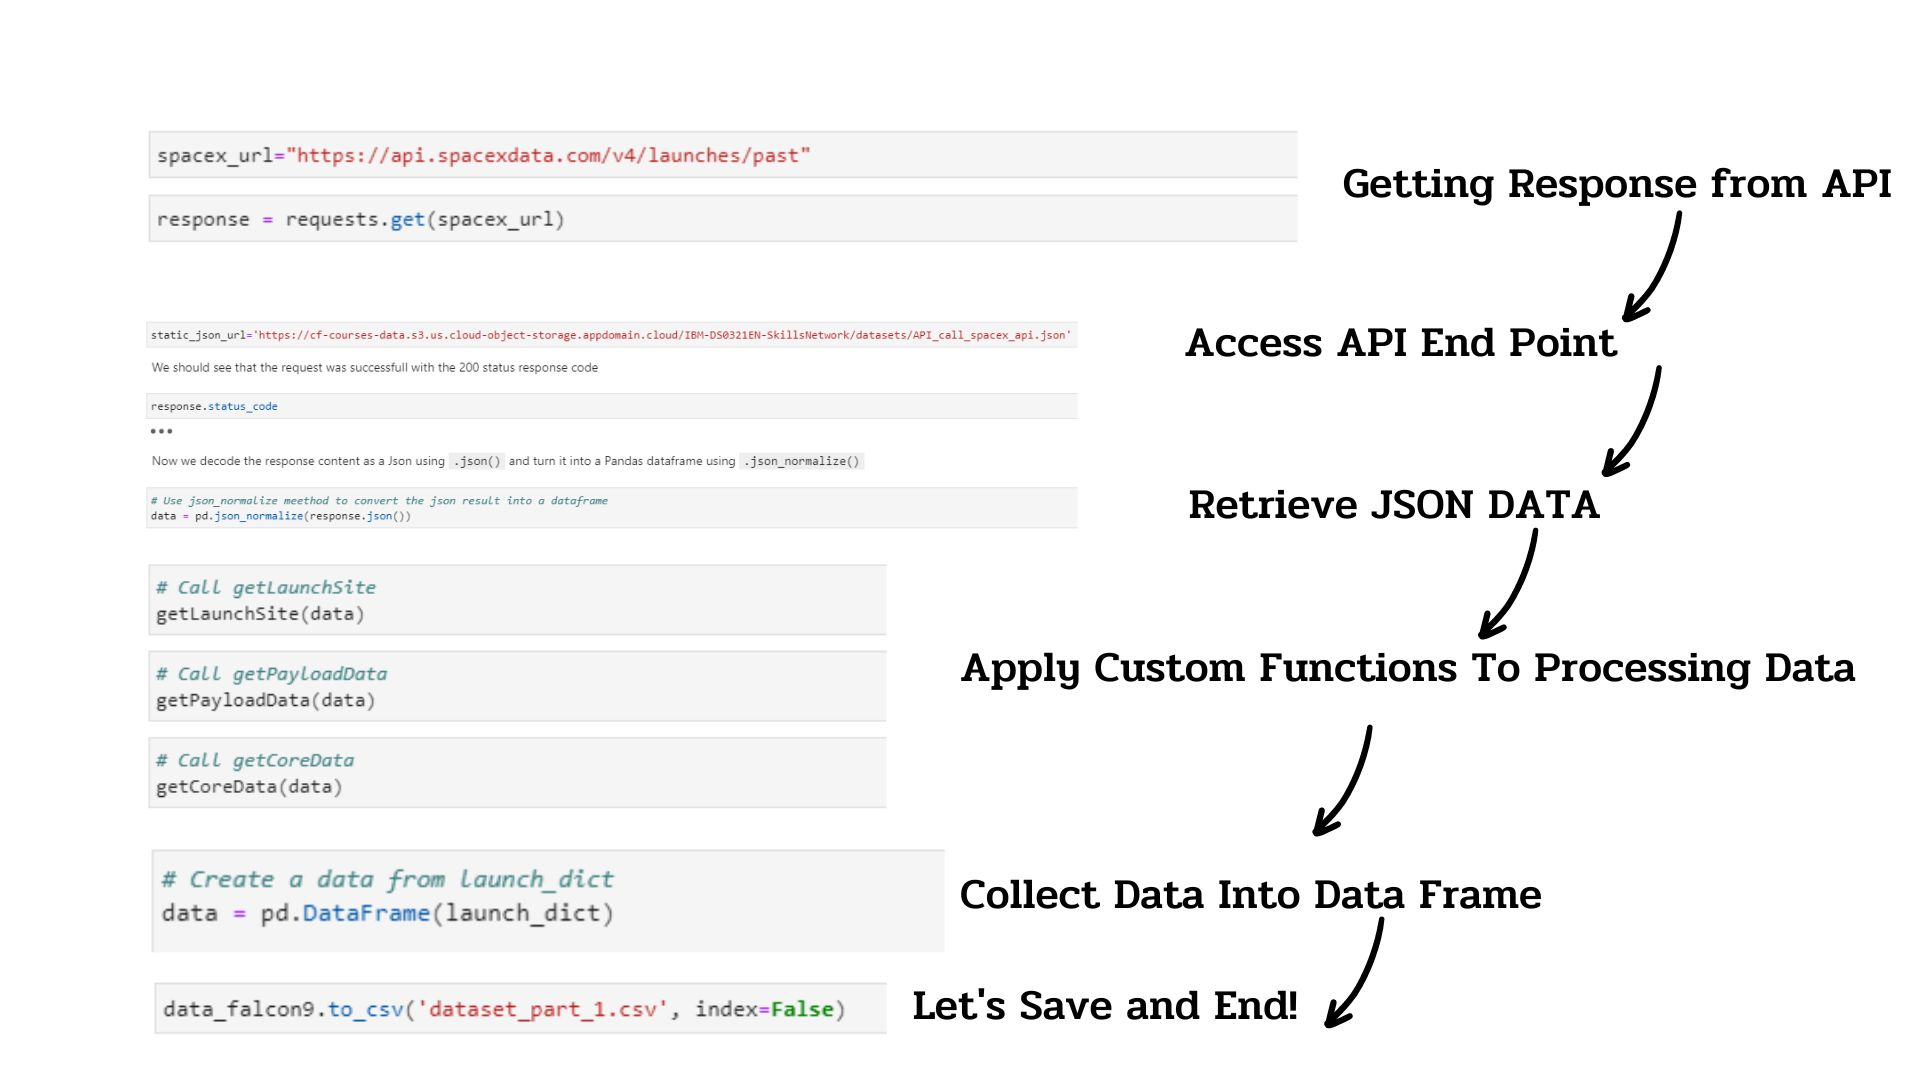 spacex_url="https://api.spacexdata.com/v4/launches/past"
response = requests.get(spacex_url)
Getting Response from API
static_json_url='https://cf-courses-data.s3.us.cloud-object-storage.appdomain.cloud/IBM-DS0321EN-SkillsNetwork/datasets/API_call_spacex_api.json'
We should see that the request was successfull with the 200 status response code
response.status_code
•••
Now we decode the response content as a Json using .json() and turn it into a Pandas dataframe using .json_normalize()
# Use json_normalize meethod to convert the json result into a dataframe
data = pd.json_normalize(response.json())
Access API End Point
Retrieve JSON DATA
# Call getLaunchSite
getLaunchSite(data)
# Call getPayloadData
getPayloadData(data)
# Call getCoreData
getCoreData(data)
Apply Custom Functions To Processing Data
# Create a data from launch_dict
data = pd.DataFrame(launch_dict)
Collect Data Into Data Frame
data_falcon9.to_csv('dataset_part_1.csv', index=False)
Let's Save and End!